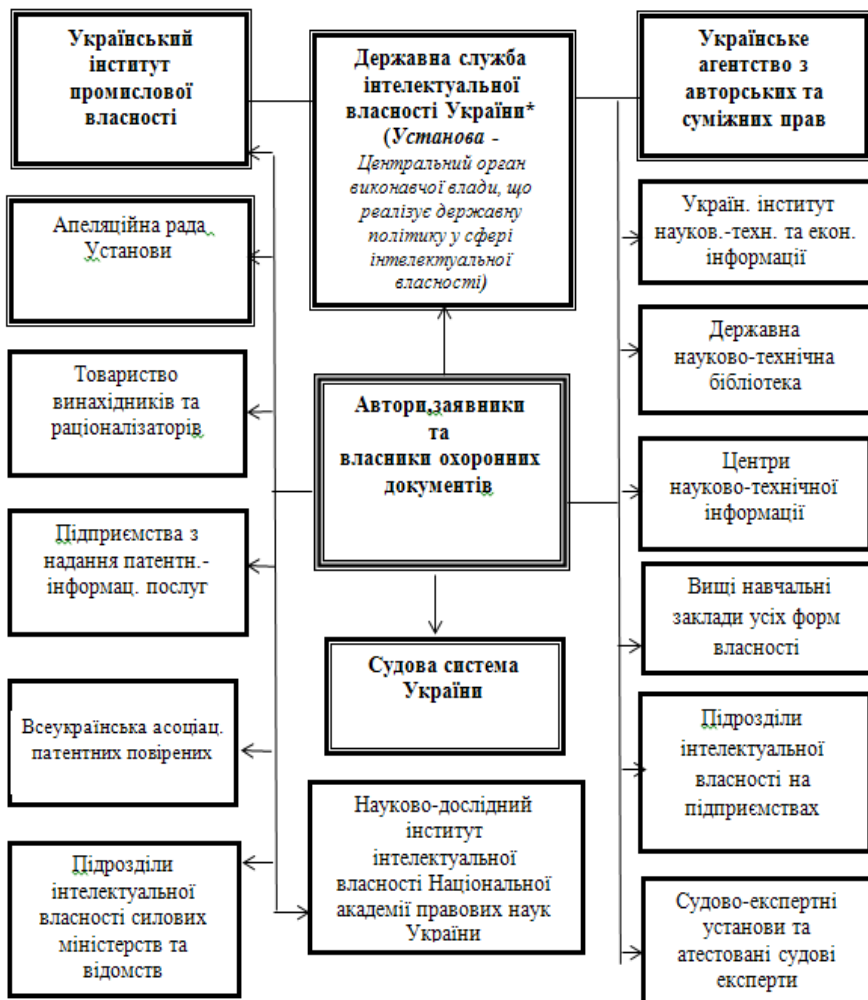 Український
інститут
промислової
власності
Державна служба
інтелектуальної
власності України*
(Установа -
Центральний орган
виконавчої влади, що
реалізує державну
політику у сфері
інтелектуальної
власності)
Українське
агентство з
авторських та
суміжних прав
Апеляційна рада
Установи
Україн. інститут
науков.-техн. та екон.
інформації
Товариство
винахідників та
раціоналізаторів
Автори,заявники
та
власники охоронних
документів
Державна
науково-технічна
бібліотека
Центри
науково-технічної
інформації
Підприємства з
надання патентн.-
інформац. послуг
Вищі навчальні
заклади усіх форм
власності
Судова система
України
Всеукраїнська асоціац.
патентних повірених
Підрозділи
інтелектуальної
власності на
підприємствах
Науково-дослідний
інститут
інтелектуальної
власності Національної
академії правових наук
України
Підрозділи
інтелектуальної
власності силових
міністерств та
відомств
Судово-експертні
установи та
атестовані судові
експерти